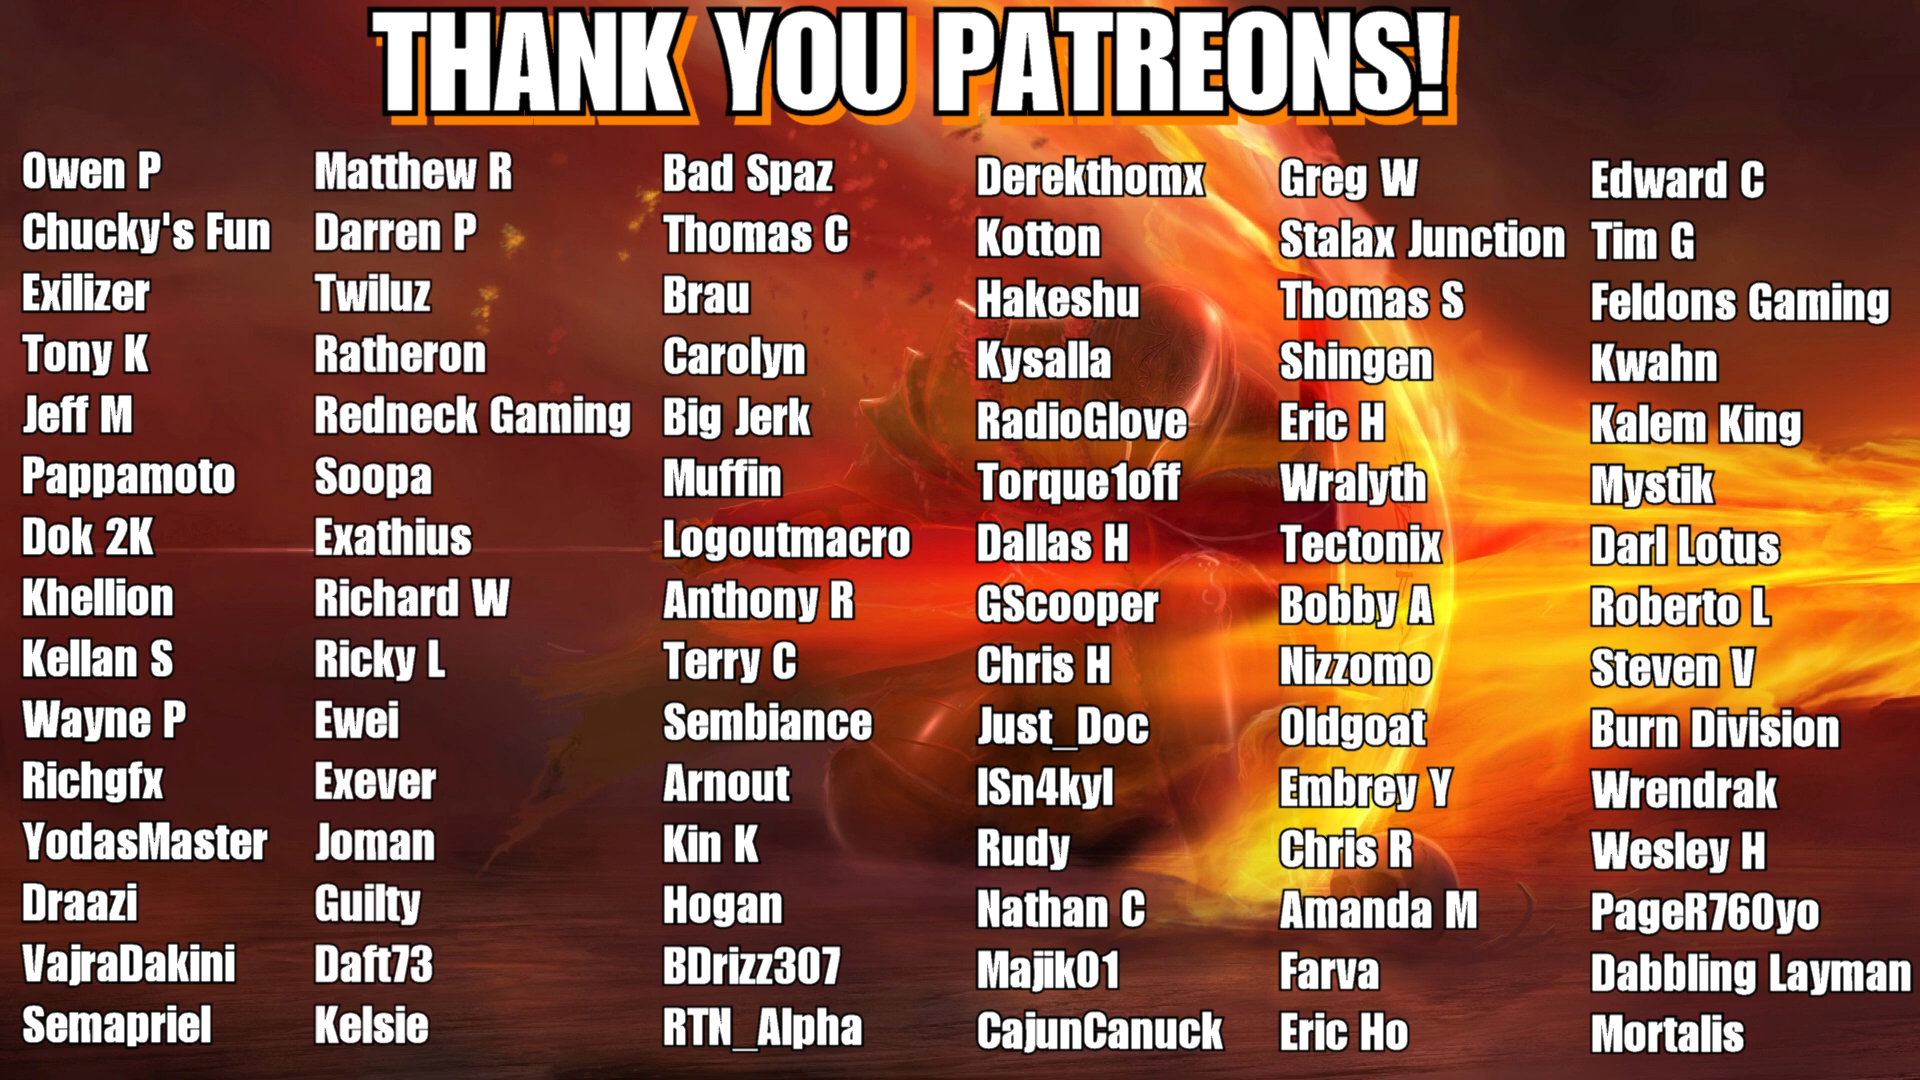 THANK YOU PATREONS!
Owen P
Chucky's Fun
Exilizer
Tony K
Jeff M
Pappamoto
Dok 2K
Khellion
Kellan S
Wayne P
Richgfx
YodasMaster
Draazi
VajraDakini
Semapriel
Matthew R
Darren P
Twiluz
Ratheron
Redneck Gaming
Soopa
Exathius
Richard W
Ricky L
Ewei
Exever
Joman
Guilty
Daft73
Kelsie
Bad Spaz
Thomas C
Brau
Carolyn
Big Jerk
Muffin
Logoutmacro
Anthony R
Terry C
Sembiance
Arnout
Kin K
Hogan
BDrizz307
RTN_Alpha
Derekthomx
Kotton
Hakeshu
Kysalla
RadioGlove
Torque1off
Dallas H
GScooper
Chris H
Just_Doc
ISn4kyI
Rudy
Nathan C
Majik01
CajunCanuck
Greg W
Stalax Junction
Thomas S
Shingen
Eric H
Wralyth
Tectonix
Bobby A
Nizzomo
Oldgoat
Embrey Y
Chris R
Amanda M
Farva
Eric Ho
Edward C
Tim G
Feldons Gaming
Kwahn
Kalem King
Mystik
Darl Lotus
Roberto L
Steven V
Burn Division
Wrendrak
Wesley H
PageR760yo
Dabbling Layman
Mortalis